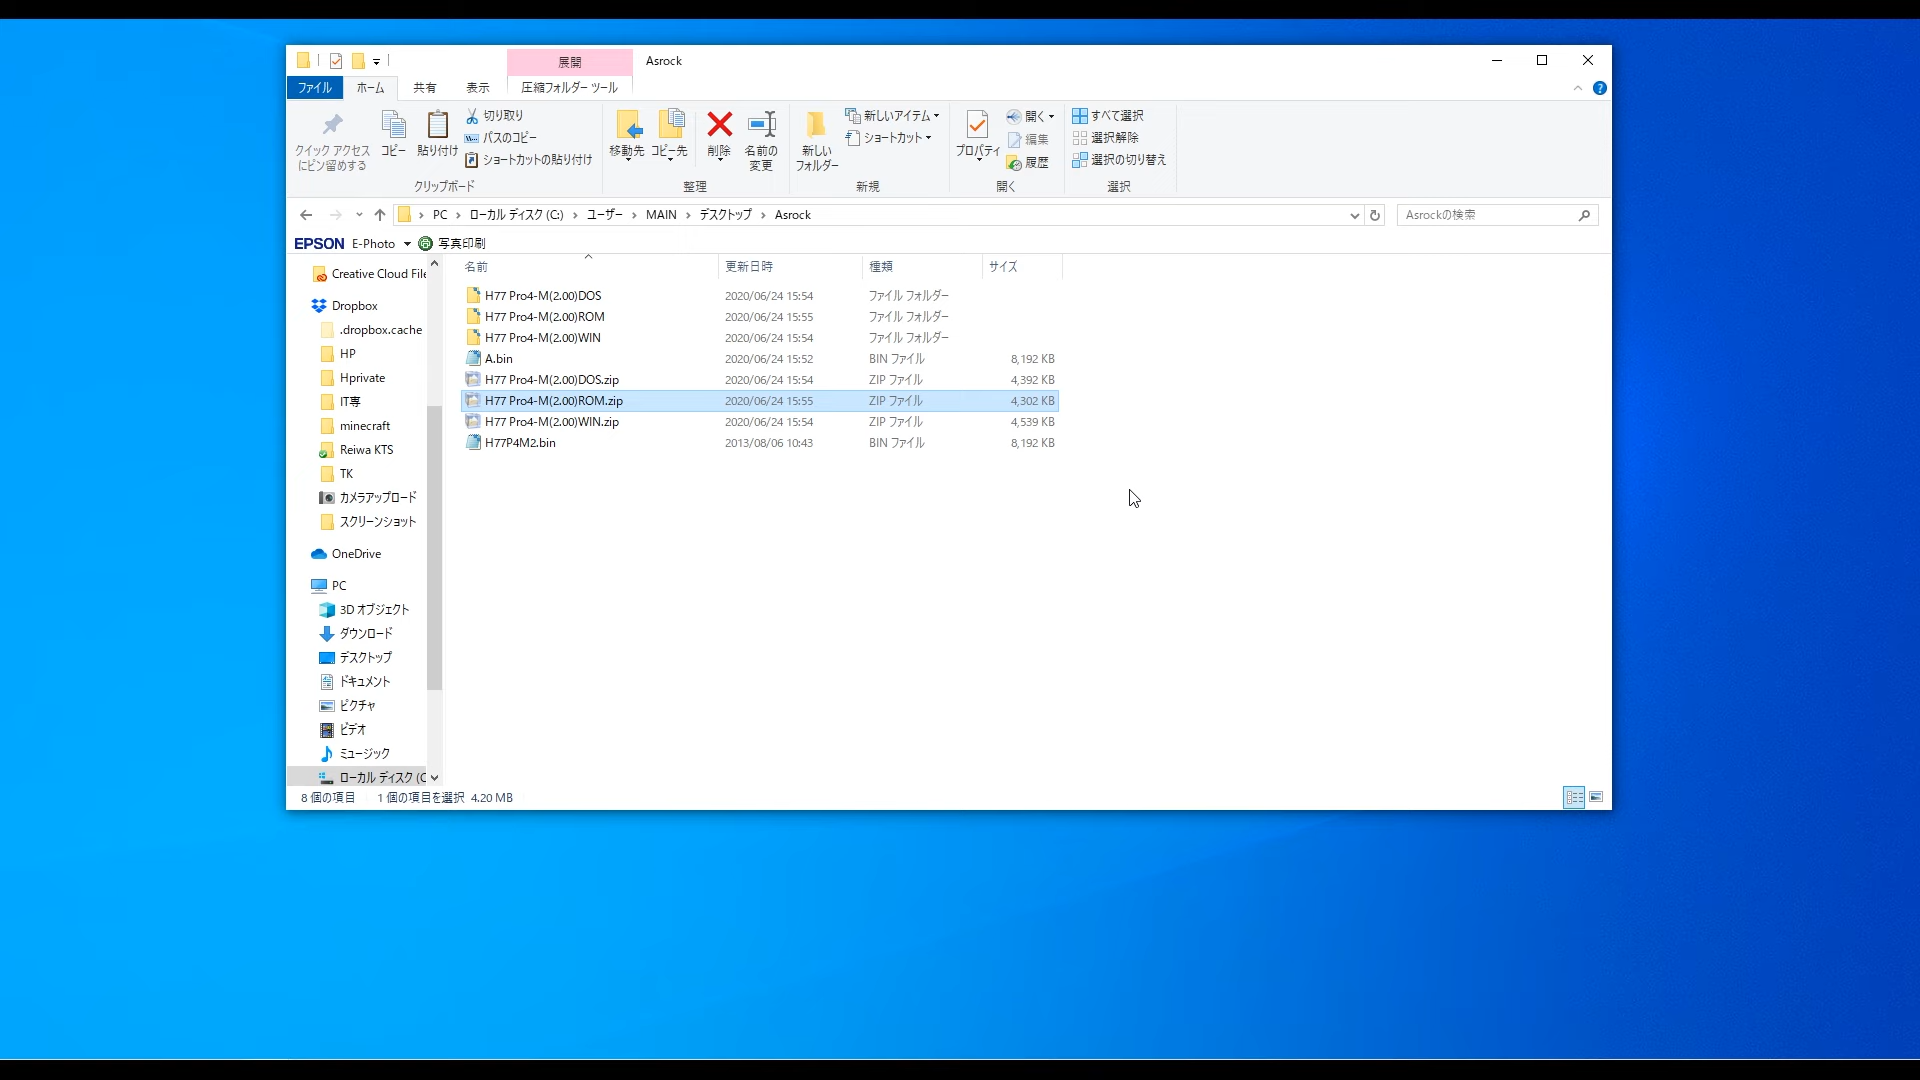 展開
Asrock
ファイル ホーム 共有 表示 圧縮フォルダー ツール
クイック アクセス
にピン留めする
コピー
貼り付け
切り取り
パスのコピー
ショートカットの貼り付け
クリップボード
移動先
コピー先
削除
名前の
変更
整理
新しい
フォルダー
新しいアイテム
ショートカット
新規
プロパティ
開く
編集
履歴
開く
すべて選択
選択解除
選択の切り替え
選択
PC › ローカル ディスク (C:) › ユーザー › MAIN › デスクトップ › Asrock
Asrockの検索
EPSON E-Photo 写真印刷
Creative Cloud File
Dropbox
.dropbox.cache
HP
Hprivate
IT専
minecraft
Reiwa KTS
TK
カメラアップロード
スクリーンショット
OneDrive
PC
3D オブジェクト
ダウンロード
デスクトップ
ドキュメント
ピクチャ
ビデオ
ミュージック
ローカル ディスク (C
名前 更新日時 種類 サイズ
H77 Pro4-M(2.00)DOS 2020/06/24 15:54 ファイル フォルダー
H77 Pro4-M(2.00)ROM 2020/06/24 15:55 ファイル フォルダー
H77 Pro4-M(2.00)WIN 2020/06/24 15:54 ファイル フォルダー
A.bin 2020/06/24 15:52 BIN ファイル 8,192 KB
H77 Pro4-M(2.00)DOS.zip 2020/06/24 15:54 ZIP ファイル 4,392 KB
H77 Pro4-M(2.00)ROM.zip 2020/06/24 15:55 ZIP ファイル 4,302 KB
H77 Pro4-M(2.00)WIN.zip 2020/06/24 15:54 ZIP ファイル 4,539 KB
H77P4M2.bin 2013/08/06 10:43 BIN ファイル 8,192 KB
8 個の項目 1 個の項目を選択 4.20 MB